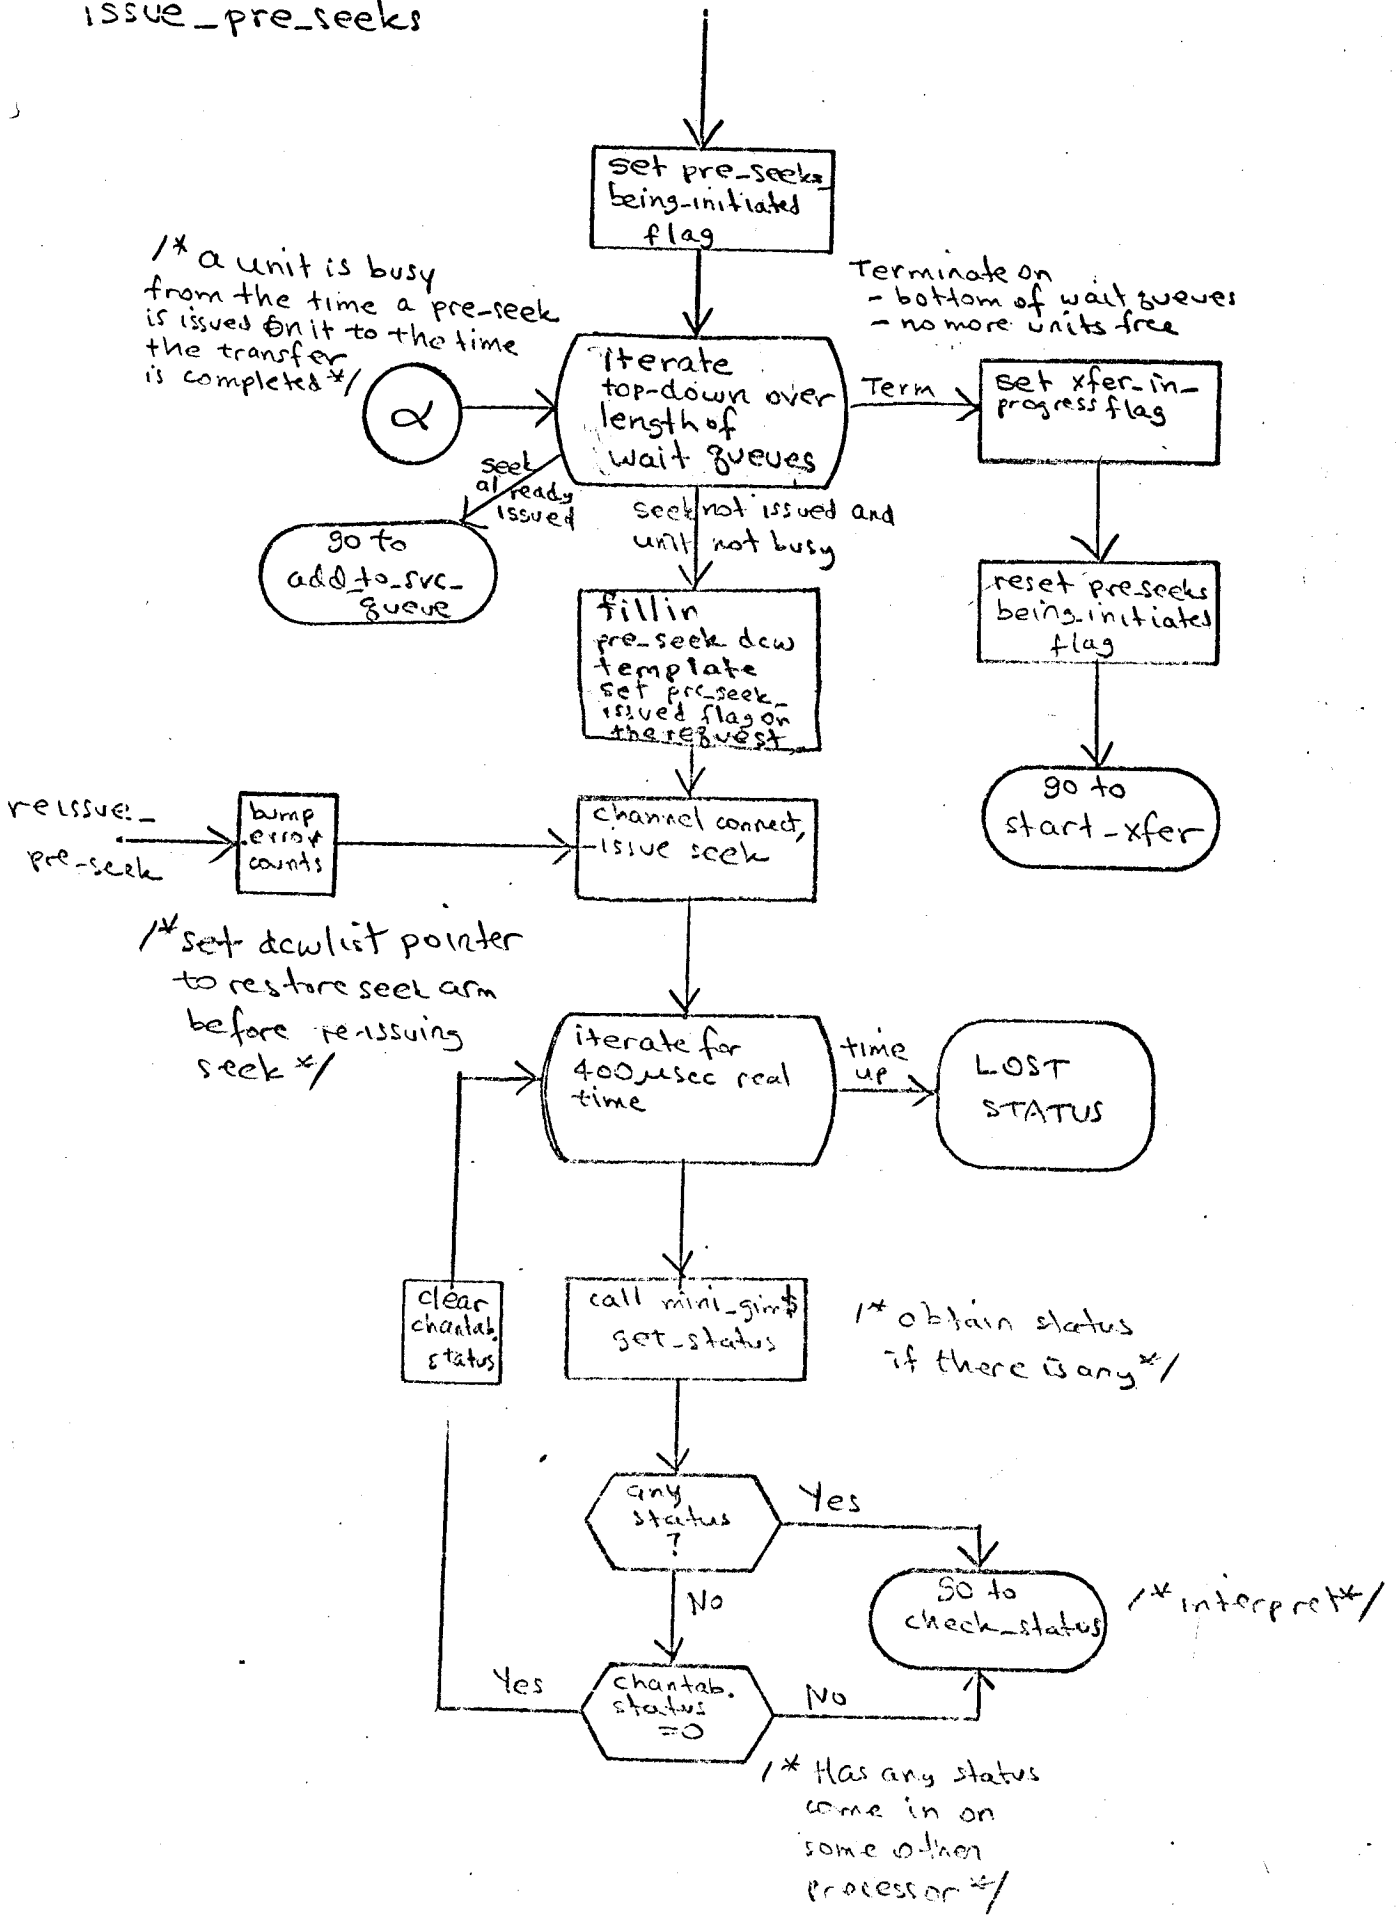 issue_pre_seeks
set pre_seeks_
being_initiated
flag
/* a unit is busy
from the time a pre-seek
is issued on it to the time
the transfer
is completed */
Terminate on
- bottom of wait queues
- no more units free
α
iterate
top-down over
length of
wait queues
Term
set xfer_in_
progress flag
seek
already
issued
go to
add_to_svc_
queue
seek not issued and
unit not busy
fill in
pre_seek dcw
template
set pre_seek_
issued flag on
the request
reset pre_seeks
being_initiated
flag
go to
start_xfer
reissue_
pre-seek
bump
error
counts
channel connect,
issue seek
/* set dcwlist pointer
to restore seek arm
before re-issuing
seek */
iterate for
400 μsec real
time
time
up
LOST
STATUS
clear
chantab.
status
call mini_gim$
get_status
/* obtain status
if there is any */
any
status
?
Yes
No
go to
check_status
/* interpret */
Yes
chantab.
status
=0
No
/* Has any status
come in on
some other
processor */